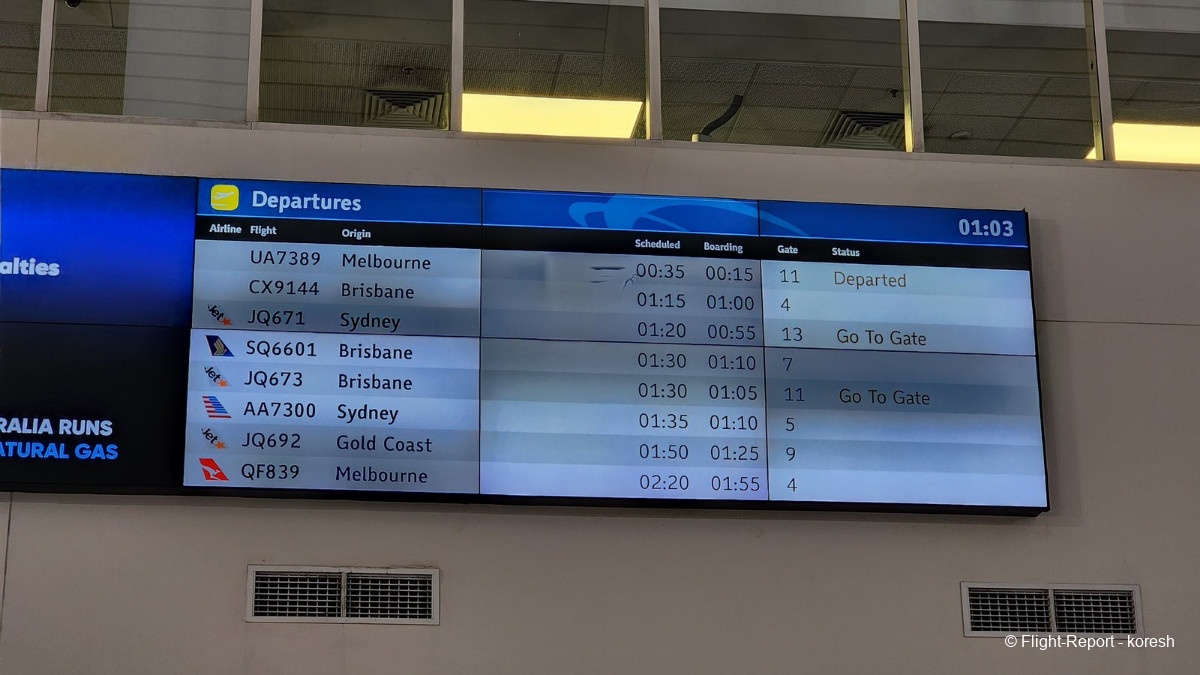 Departures 01:03
Airline Flight Origin Scheduled Boarding Gate Status
UA7389 Melbourne 00:35 00:15 11 Departed
CX9144 Brisbane 01:15 01:00 4
Jet JQ671 Sydney 01:20 00:55 13 Go To Gate
SQ6601 Brisbane 01:30 01:10 7
Jet JQ673 Brisbane 01:30 01:05 11 Go To Gate
AA7300 Sydney 01:35 01:10 5
Jet JQ692 Gold Coast 01:50 01:25 9
QF839 Melbourne 02:20 01:55 4
alties
RALIA RUNS
ATURAL GAS
© Flight-Report - koresh